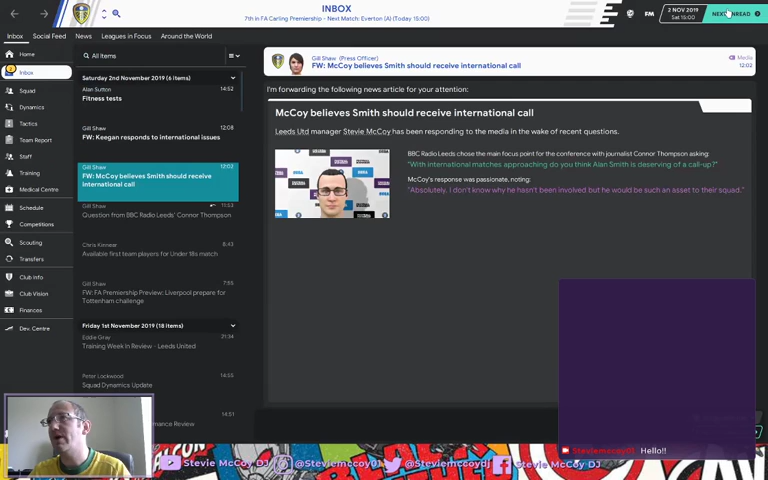 INBOX
7th in FA Carling Premiership - Next Match: Everton (A) (Today 15:00)
FM
2 NOV 2019
Sat 15:00
Inbox
Social Feed
News
Leagues in Focus
Around the World
Home
Inbox
Squad
Dynamics
Tactics
Team Report
Staff
Training
Medical Centre
Schedule
Competitions
Scouting
Transfers
Club Info
Club Vision
Finances
Dev. Centre
All Items
Saturday 2nd November 2019 (6 items)
Alan Sutton 14:52
Fitness tests
Gill Shaw 12:08
FW: Keegan responds to international issues
Gill Shaw 12:02
FW: McCoy believes Smith should receive
international call
Gill Shaw 11:53
Question from BBC Radio Leeds' Connor Thompson
Chris Kinnear 8:43
Available first team players for Under 18s match
Gill Shaw 7:55
FW: FA Premiership Preview: Liverpool prepare for
Tottenham challenge
Friday 1st November 2019 (18 items)
Eddie Gray 21:34
Training Week in Review - Leeds United
Peter Lockwood 14:55
Squad Dynamics Update
14:51
Gill Shaw (Press Officer)
FW: McCoy believes Smith should receive international call
Media
12:02
I'm forwarding the following news article for your attention:
McCoy believes Smith should receive international call
Leeds Utd manager Stevie McCoy has been responding to the media in the wake of recent questions.
BBC Radio Leeds chose the main focus point for the conference with journalist Connor Thompson asking:
"With international matches approaching do you think Alan Smith is deserving of a call-up?"
McCoy's response was passionate, noting:
"Absolutely. I don't know why he hasn't been involved but he would be such an asset to their squad."
Steviemccoy01 Hello!!
Stevie McCoy DJ
@Steviemccoy01
@Steviemccoydj
Stevie McCoy DJ